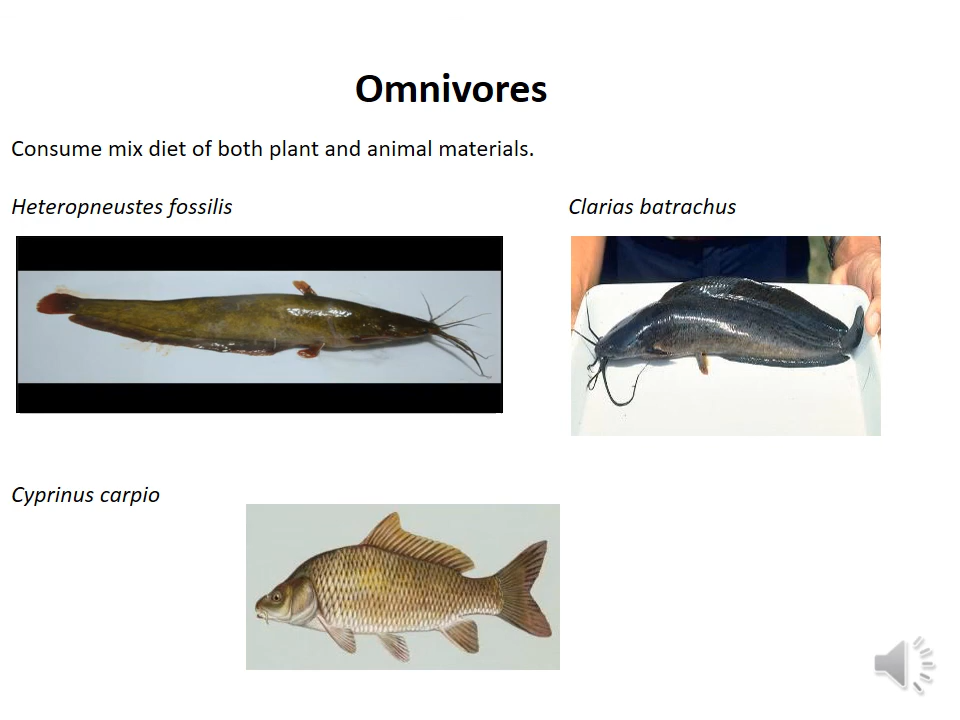 Omnivores
Consume mix diet of both plant and animal materials.
Heteropneustes fossilis
Clarias batrachus
Cyprinus carpio